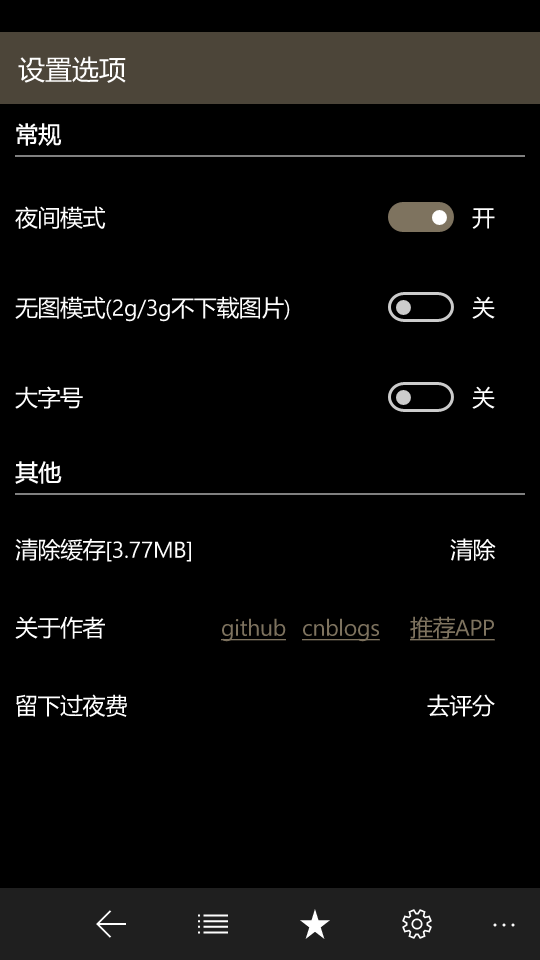 设置选项
常规
夜间模式 开
无图模式(2g/3g不下载图片) 关
大字号 关
其他
清除缓存[3.77MB] 清除
关于作者 github cnblogs 推荐APP
留下过夜费 去评分